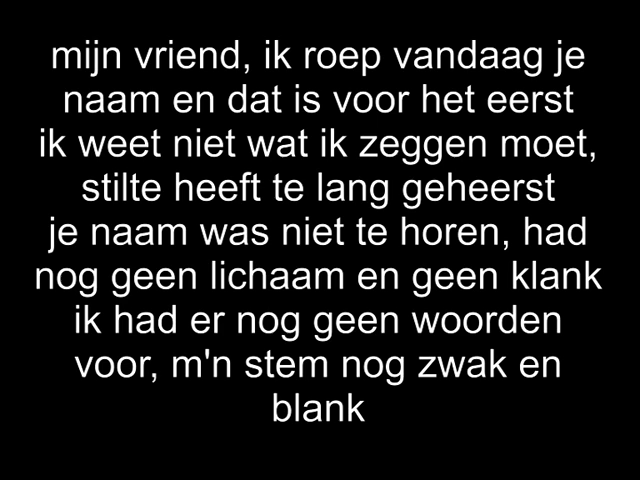 mijn vriend, ik roep vandaag je
naam en dat is voor het eerst
ik weet niet wat ik zeggen moet,
stilte heeft te lang geheerst
je naam was niet te horen, had
nog geen lichaam en geen klank
ik had er nog geen woorden
voor, m'n stem nog zwak en
blank